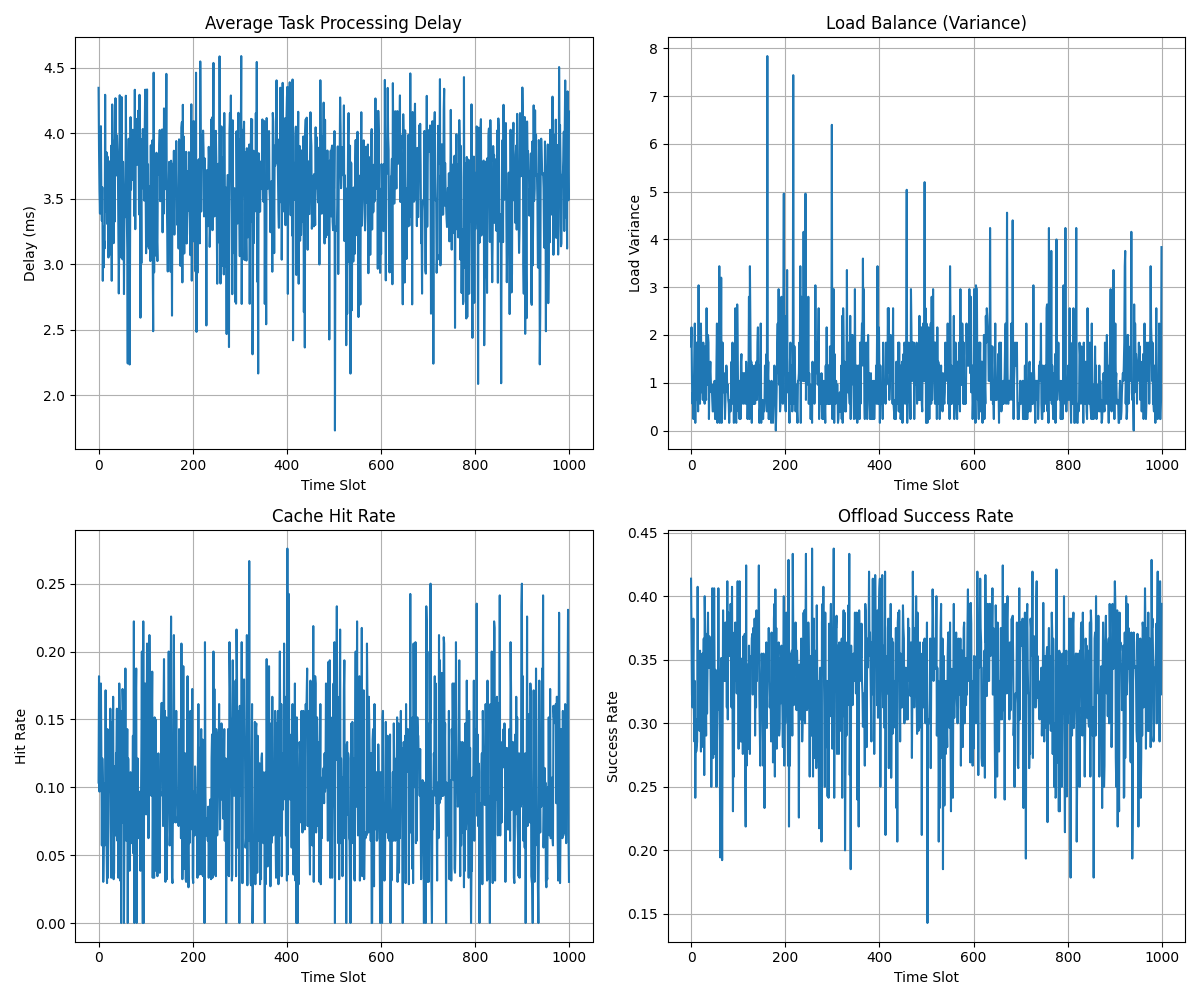 Average Task Processing Delay
Delay (ms)
4.5
4.0
3.5
3.0
2.5
2.0
0 200 400 600 800 1000
Time Slot
Load Balance (Variance)
Load Variance
8
7
6
5
4
3
2
1
0
0 200 400 600 800 1000
Time Slot
Cache Hit Rate
Hit Rate
0.25
0.20
0.15
0.10
0.05
0.00
0 200 400 600 800 1000
Time Slot
Offload Success Rate
Success Rate
0.45
0.40
0.35
0.30
0.25
0.20
0.15
0 200 400 600 800 1000
Time Slot